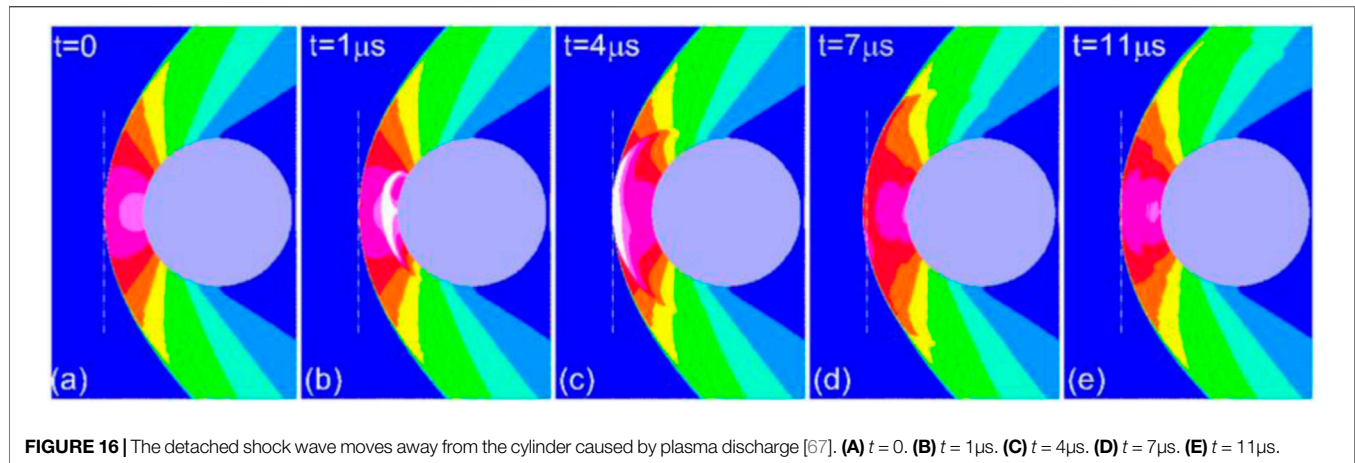 t=0 t=1μs t=4μs t=7μs t=11μs
(a) (b) (c) (d) (e)
FIGURE 16 | The detached shock wave moves away from the cylinder caused by plasma discharge [67]. (A) t = 0. (B) t = 1μs. (C) t = 4μs. (D) t = 7μs. (E) t = 11μs.